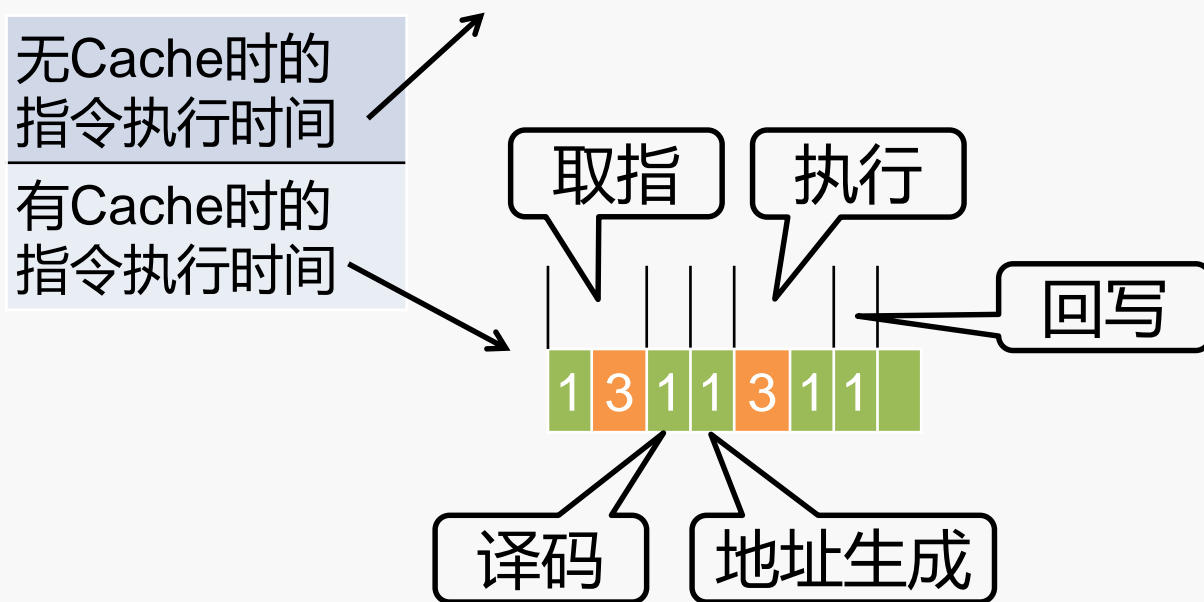 无Cache时的
指令执行时间
有Cache时的
指令执行时间
取指
执行
回写
1 3 1 1 3 1 1
译码
地址生成